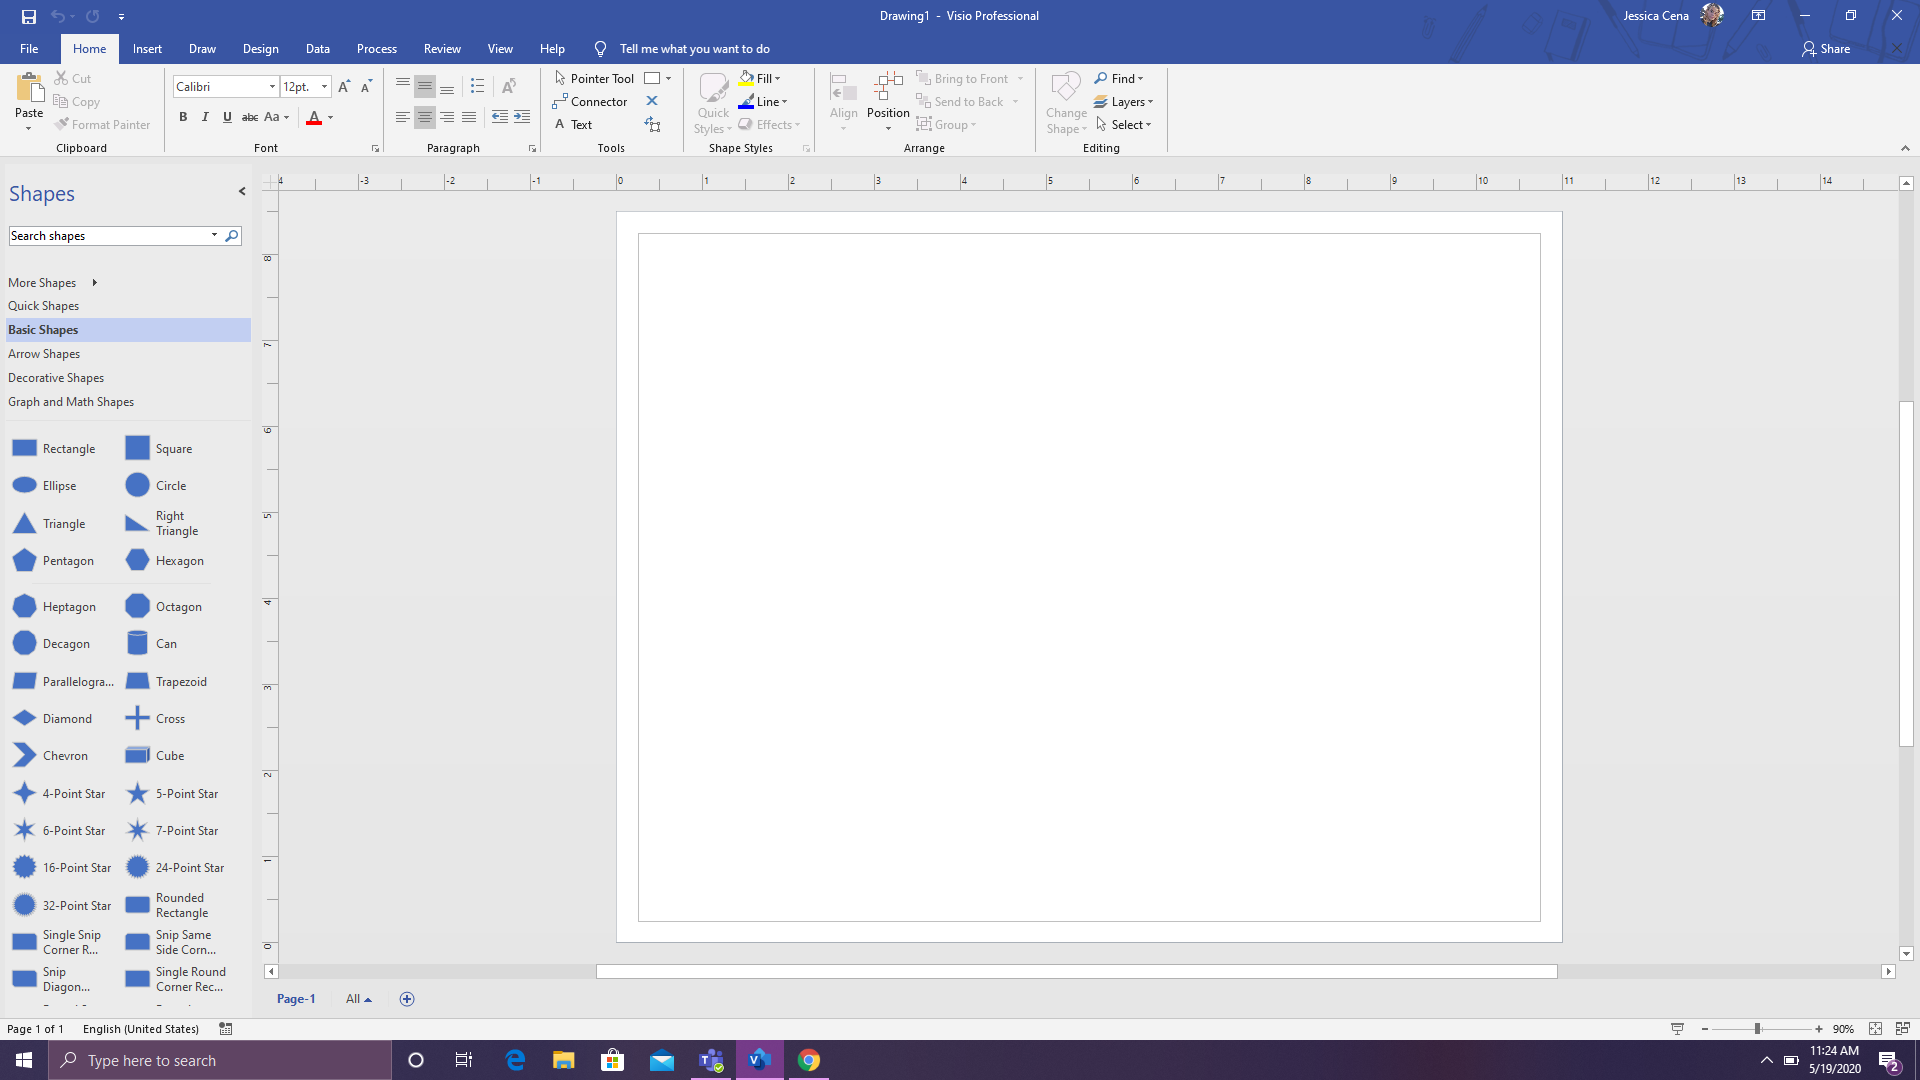 Drawing1 - Visio Professional
Jessica Cena
File Home Insert Draw Design Data Process Review View Help Tell me what you want to do Share
Paste
Cut
Copy
Format Painter
Clipboard
Calibri 12pt.
B I U abc Aa A
Font
Paragraph
Pointer Tool
Connector
A Text
Tools
Quick
Styles
Fill
Line
Effects
Shape Styles
Align
Position
Bring to Front
Send to Back
Group
Arrange
Change
Shape
Find
Layers
Select
Editing
Shapes
Search shapes
More Shapes
Quick Shapes
Basic Shapes
Arrow Shapes
Decorative Shapes
Graph and Math Shapes
Rectangle Square
Ellipse Circle
Triangle Right
Triangle
Pentagon Hexagon
Heptagon Octagon
Decagon Can
Parallelogra... Trapezoid
Diamond Cross
Chevron Cube
4-Point Star 5-Point Star
6-Point Star 7-Point Star
16-Point Star 24-Point Star
32-Point Star Rounded
Rectangle
Single Snip Snip Same
Corner R... Side Corn...
Snip Single Round
Diagon... Corner Rec...
4 -3 -2 -1 0 1 2 3 4 5 6 7 8 9 10 11 12 13 14
8
7
6
5
4
3
2
1
0
Page-1 All
Page 1 of 1 English (United States) 90%
Type here to search
11:24 AM
5/19/2020
2